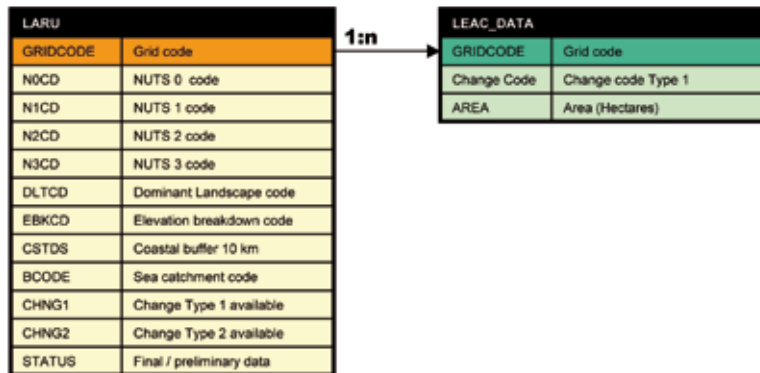 LARU
GRIDCODE Grid code
N0CD NUTS 0 code
N1CD NUTS 1 code
N2CD NUTS 2 code
N3CD NUTS 3 code
DLTCD Dominant Landscape code
EBKCD Elevation breakdown code
CSTDS Coastal buffer 10 km
BCODE Sea catchment code
CHNG1 Change Type 1 available
CHNG2 Change Type 2 available
STATUS Final / preliminary data
1:n
LEAC_DATA
GRIDCODE Grid code
Change Code Change code Type 1
AREA Area (Hectares)